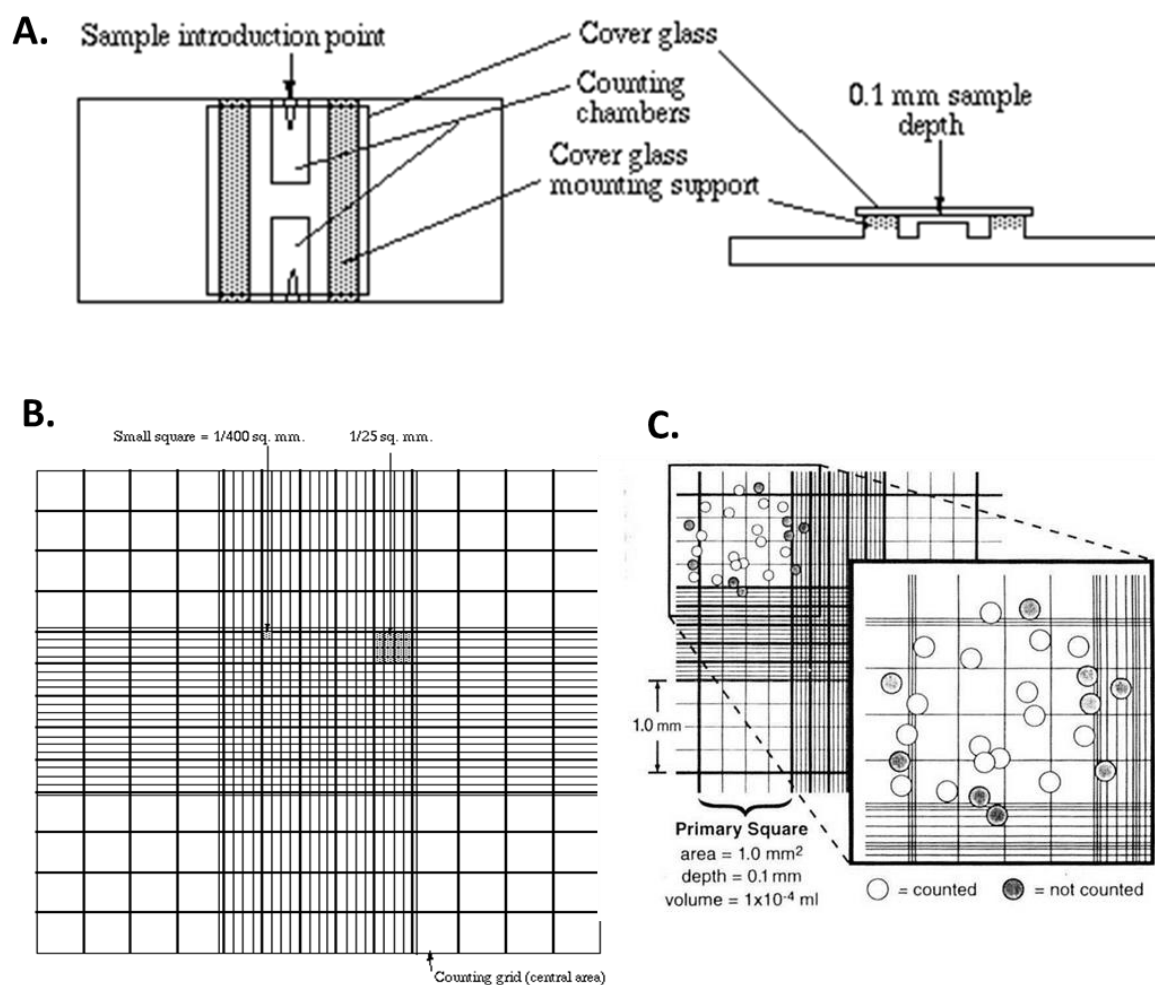 A.
Sample introduction point
Cover glass
Counting
chambers
Cover glass
mounting support
0.1 mm sample
depth
B.
Small square = 1/400 sq. mm.
1/25 sq. mm.
Counting grid (central area)
C.
1.0 mm
Primary Square
area = 1.0 mm²
depth = 0.1 mm
volume = 1x10⁻⁴ ml
= counted
= not counted